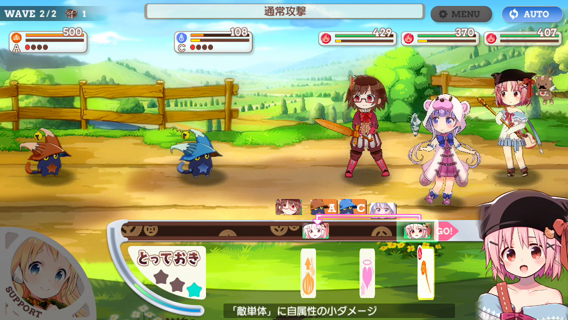 WAVE 2/2 1
通常攻撃
MENU
AUTO
500
A
108
C
429
370
407
A C
GO!
とっておき
SUPPORT
「敵単体」に自属性の小ダメージ